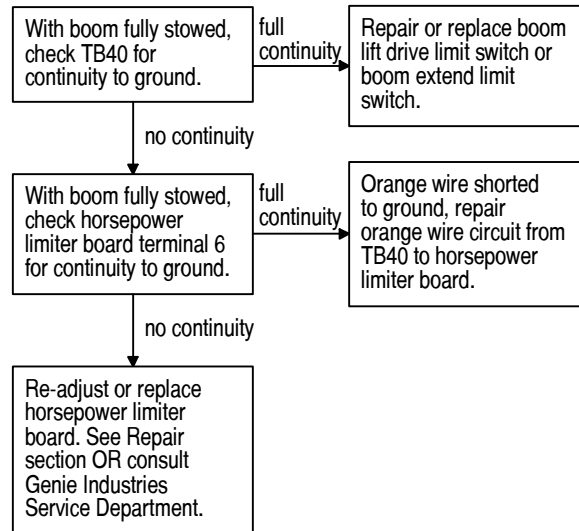 With boom fully stowed,
check TB40 for
continuity to ground.
full
continuity
Repair or replace boom
lift drive limit switch or
boom extend limit
switch.
no continuity
With boom fully stowed,
check horsepower
limiter board terminal 6
for continuity to ground.
full
continuity
Orange wire shorted
to ground, repair
orange wire circuit from
TB40 to horsepower
limiter board.
no continuity
Re-adjust or replace
horsepower limiter
board. See Repair
section OR consult
Genie Industries
Service Department.